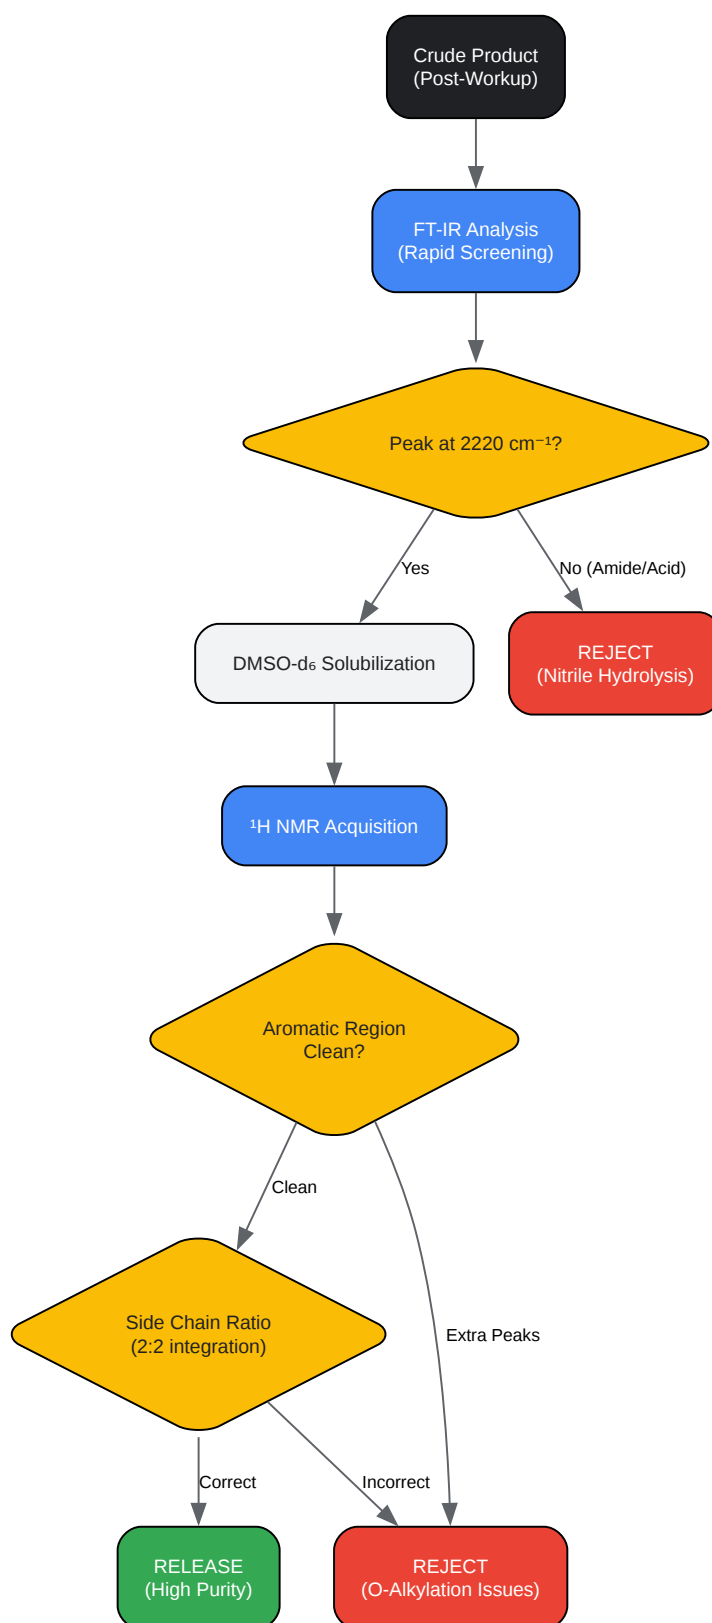 Crude Product
(Post-Workup)
FT-IR Analysis
(Rapid Screening)
Peak at 2220 cm⁻¹?
Yes
No (Amide/Acid)
DMSO-d₆ Solubilization
REJECT
(Nitrile Hydrolysis)
¹H NMR Acquisition
Aromatic Region
Clean?
Clean
Side Chain Ratio
(2:2 integration)
Extra Peaks
Correct
Incorrect
RELEASE
(High Purity)
REJECT
(O-Alkylation Issues)